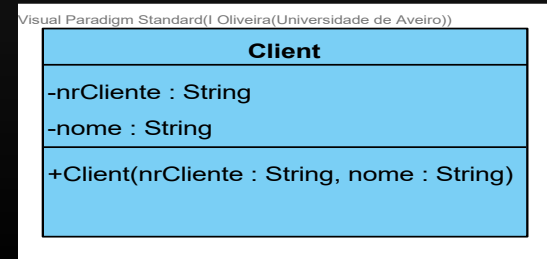 Visual Paradigm Standard(I Oliveira(Universidade de Aveiro))
Client
-nrCliente : String
-nome : String
+Client(nrCliente : String, nome : String)